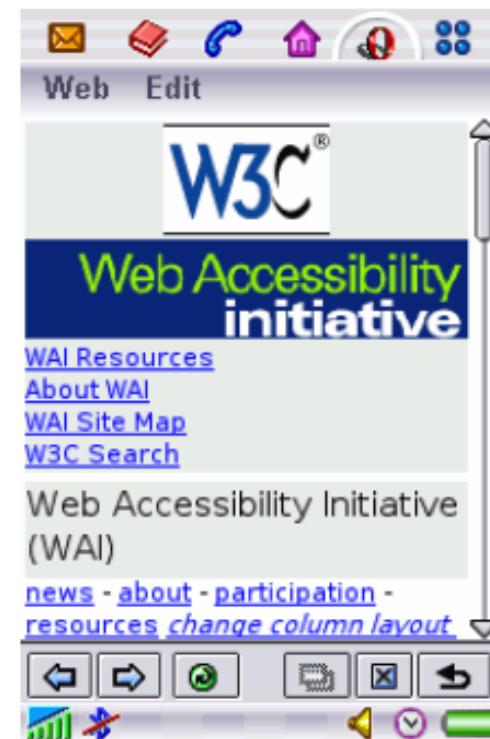 Web Edit
W3C®
Web Accessibility
initiative
WAI Resources
About WAI
WAI Site Map
W3C Search
Web Accessibility Initiative
(WAI)
news - about - participation -
resources change column layout